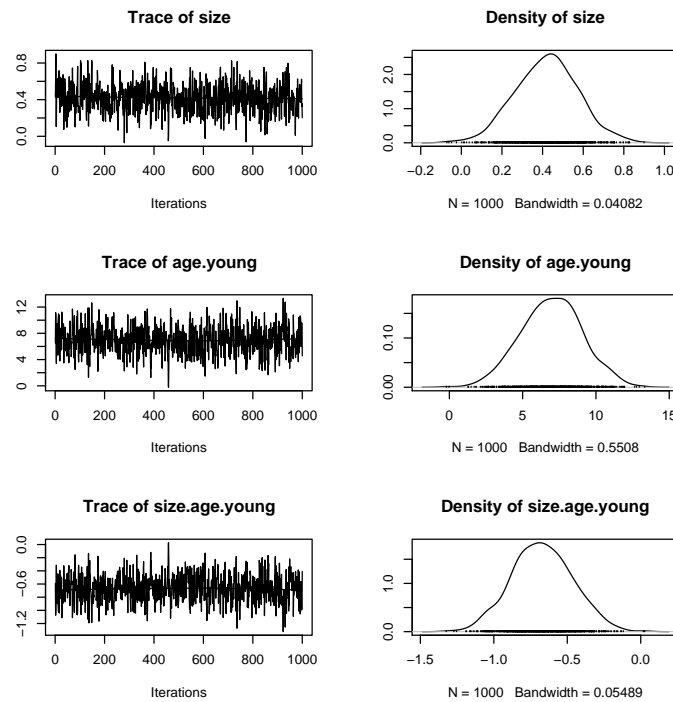 Trace of size
0.0 0.4 0.8
0 200 400 600 800 1000
Iterations
Density of size
0.0 1.0 2.0
−0.2 0.0 0.2 0.4 0.6 0.8 1.0
N = 1000 Bandwidth = 0.04082
Trace of age.young
0 4 8 12
0 200 400 600 800 1000
Iterations
Density of age.young
0.00 0.10
0 5 10 15
N = 1000 Bandwidth = 0.5508
Trace of size.age.young
−1.2 −0.6 0.0
0 200 400 600 800 1000
Iterations
Density of size.age.young
0.0 1.0
−1.5 −1.0 −0.5 0.0
N = 1000 Bandwidth = 0.05489